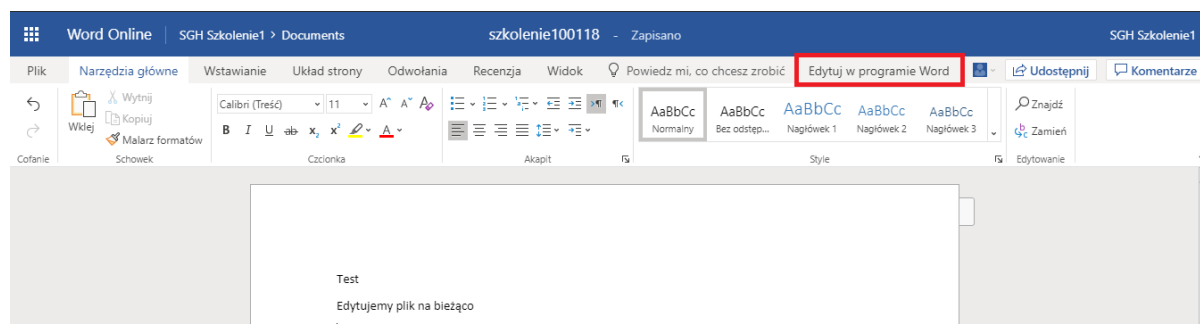 Word Online | SGH Szkolenie1 > Documents szkolenie100118 - Zapisano SGH Szkolenie1
Plik Narzędzia główne Wstawianie Układ strony Odwołania Recenzja Widok Powiedz mi, co chcesz zrobić Edytuj w programie Word Udostępnij Komentarze
Wklej
Wytnij
Kopiuj
Malarz formatów
Calibri (Treść) 11 A A A
B I U ab x₂ x² A
AaBbCc AaBbCc AaBbCc AaBbCc AaBbCc
Normalny Bez odstęp... Nagłówek 1 Nagłówek 2 Nagłówek 3
Znajdź
Zamień
Cofanie Schowek Czcionka Akapit Style Edytowanie
Test
Edytujemy plik na bieżąco